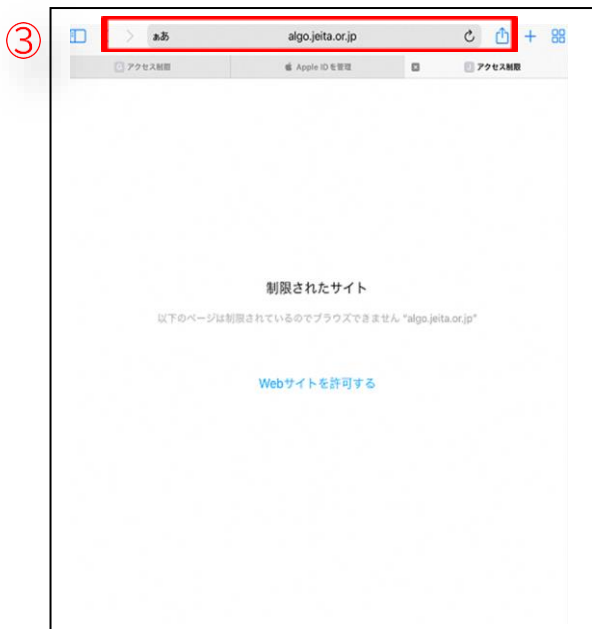 ③
ぁあ algo.jeita.or.jp
アクセス制限 Apple IDを管理 アクセス制限
制限されたサイト
以下のページは制限されているのでブラウズできません "algo.jeita.or.jp"
Webサイトを許可する